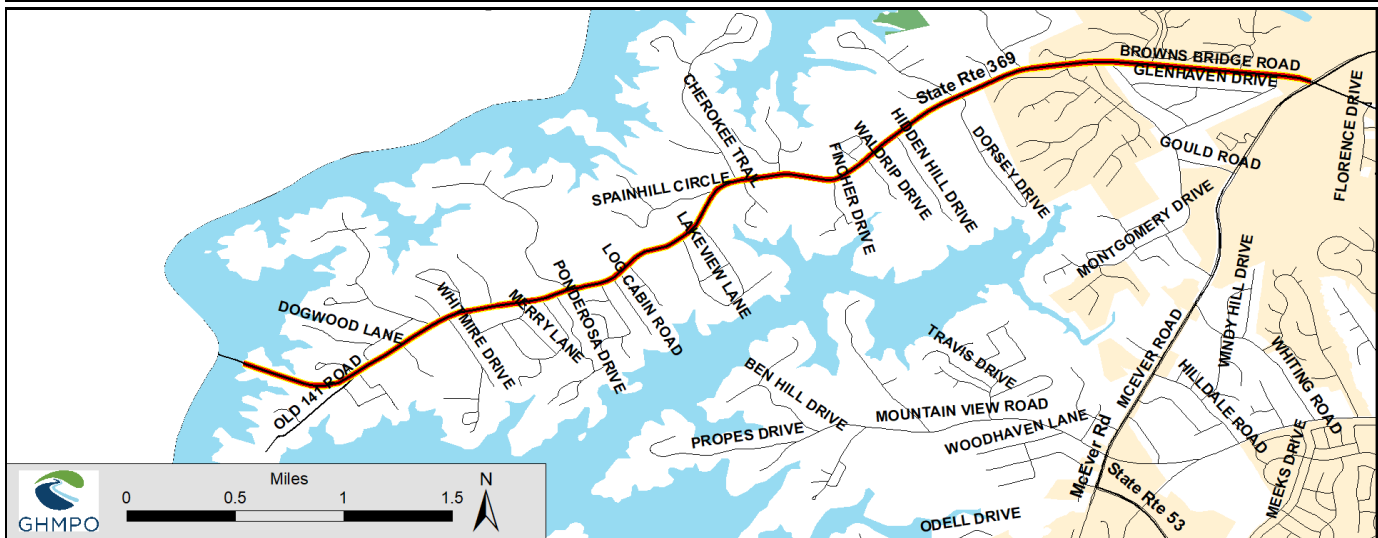 BROWNS BRIDGE ROAD
GLENHAVEN DRIVE
State Rte 369
FLORENCE DRIVE
CHEROKEE TRAIL
HIDDEN HILL DRIVE
WALDRIP DRIVE
DORSEY DRIVE
FINCHER DRIVE
GOULD ROAD
SPAINHILL CIRCLE
MONTGOMERY DRIVE
LAKEVIEW LANE
LOG CABIN ROAD
PONDEROSA DRIVE
MERRY LANE
WHITMIRE DRIVE
DOGWOOD LANE
OLD 141 ROAD
WINDY HILL DRIVE
MCEVER ROAD
WHITING ROAD
TRAVIS DRIVE
HILLDALE ROAD
BEN HILL DRIVE
MOUNTAIN VIEW ROAD
WOODHAVEN LANE
PROPES DRIVE
MEEKS DRIVE
McEver Rd
State Rte 53
ODELL DRIVE
GHMPO
Miles
0 0.5 1 1.5
N